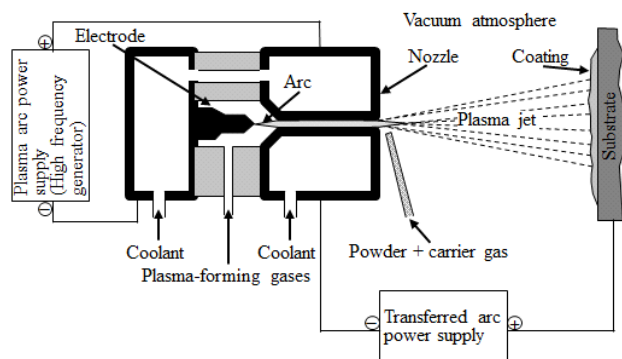 Vacuum atmosphere
Electrode
Nozzle
Coating
Arc
Plasma jet
Substrate
Plasma arc power
supply
(High frequency
generator)
Coolant
Coolant
Plasma-forming gases
Powder + carrier gas
Transferred arc
power supply
+
−
−
+